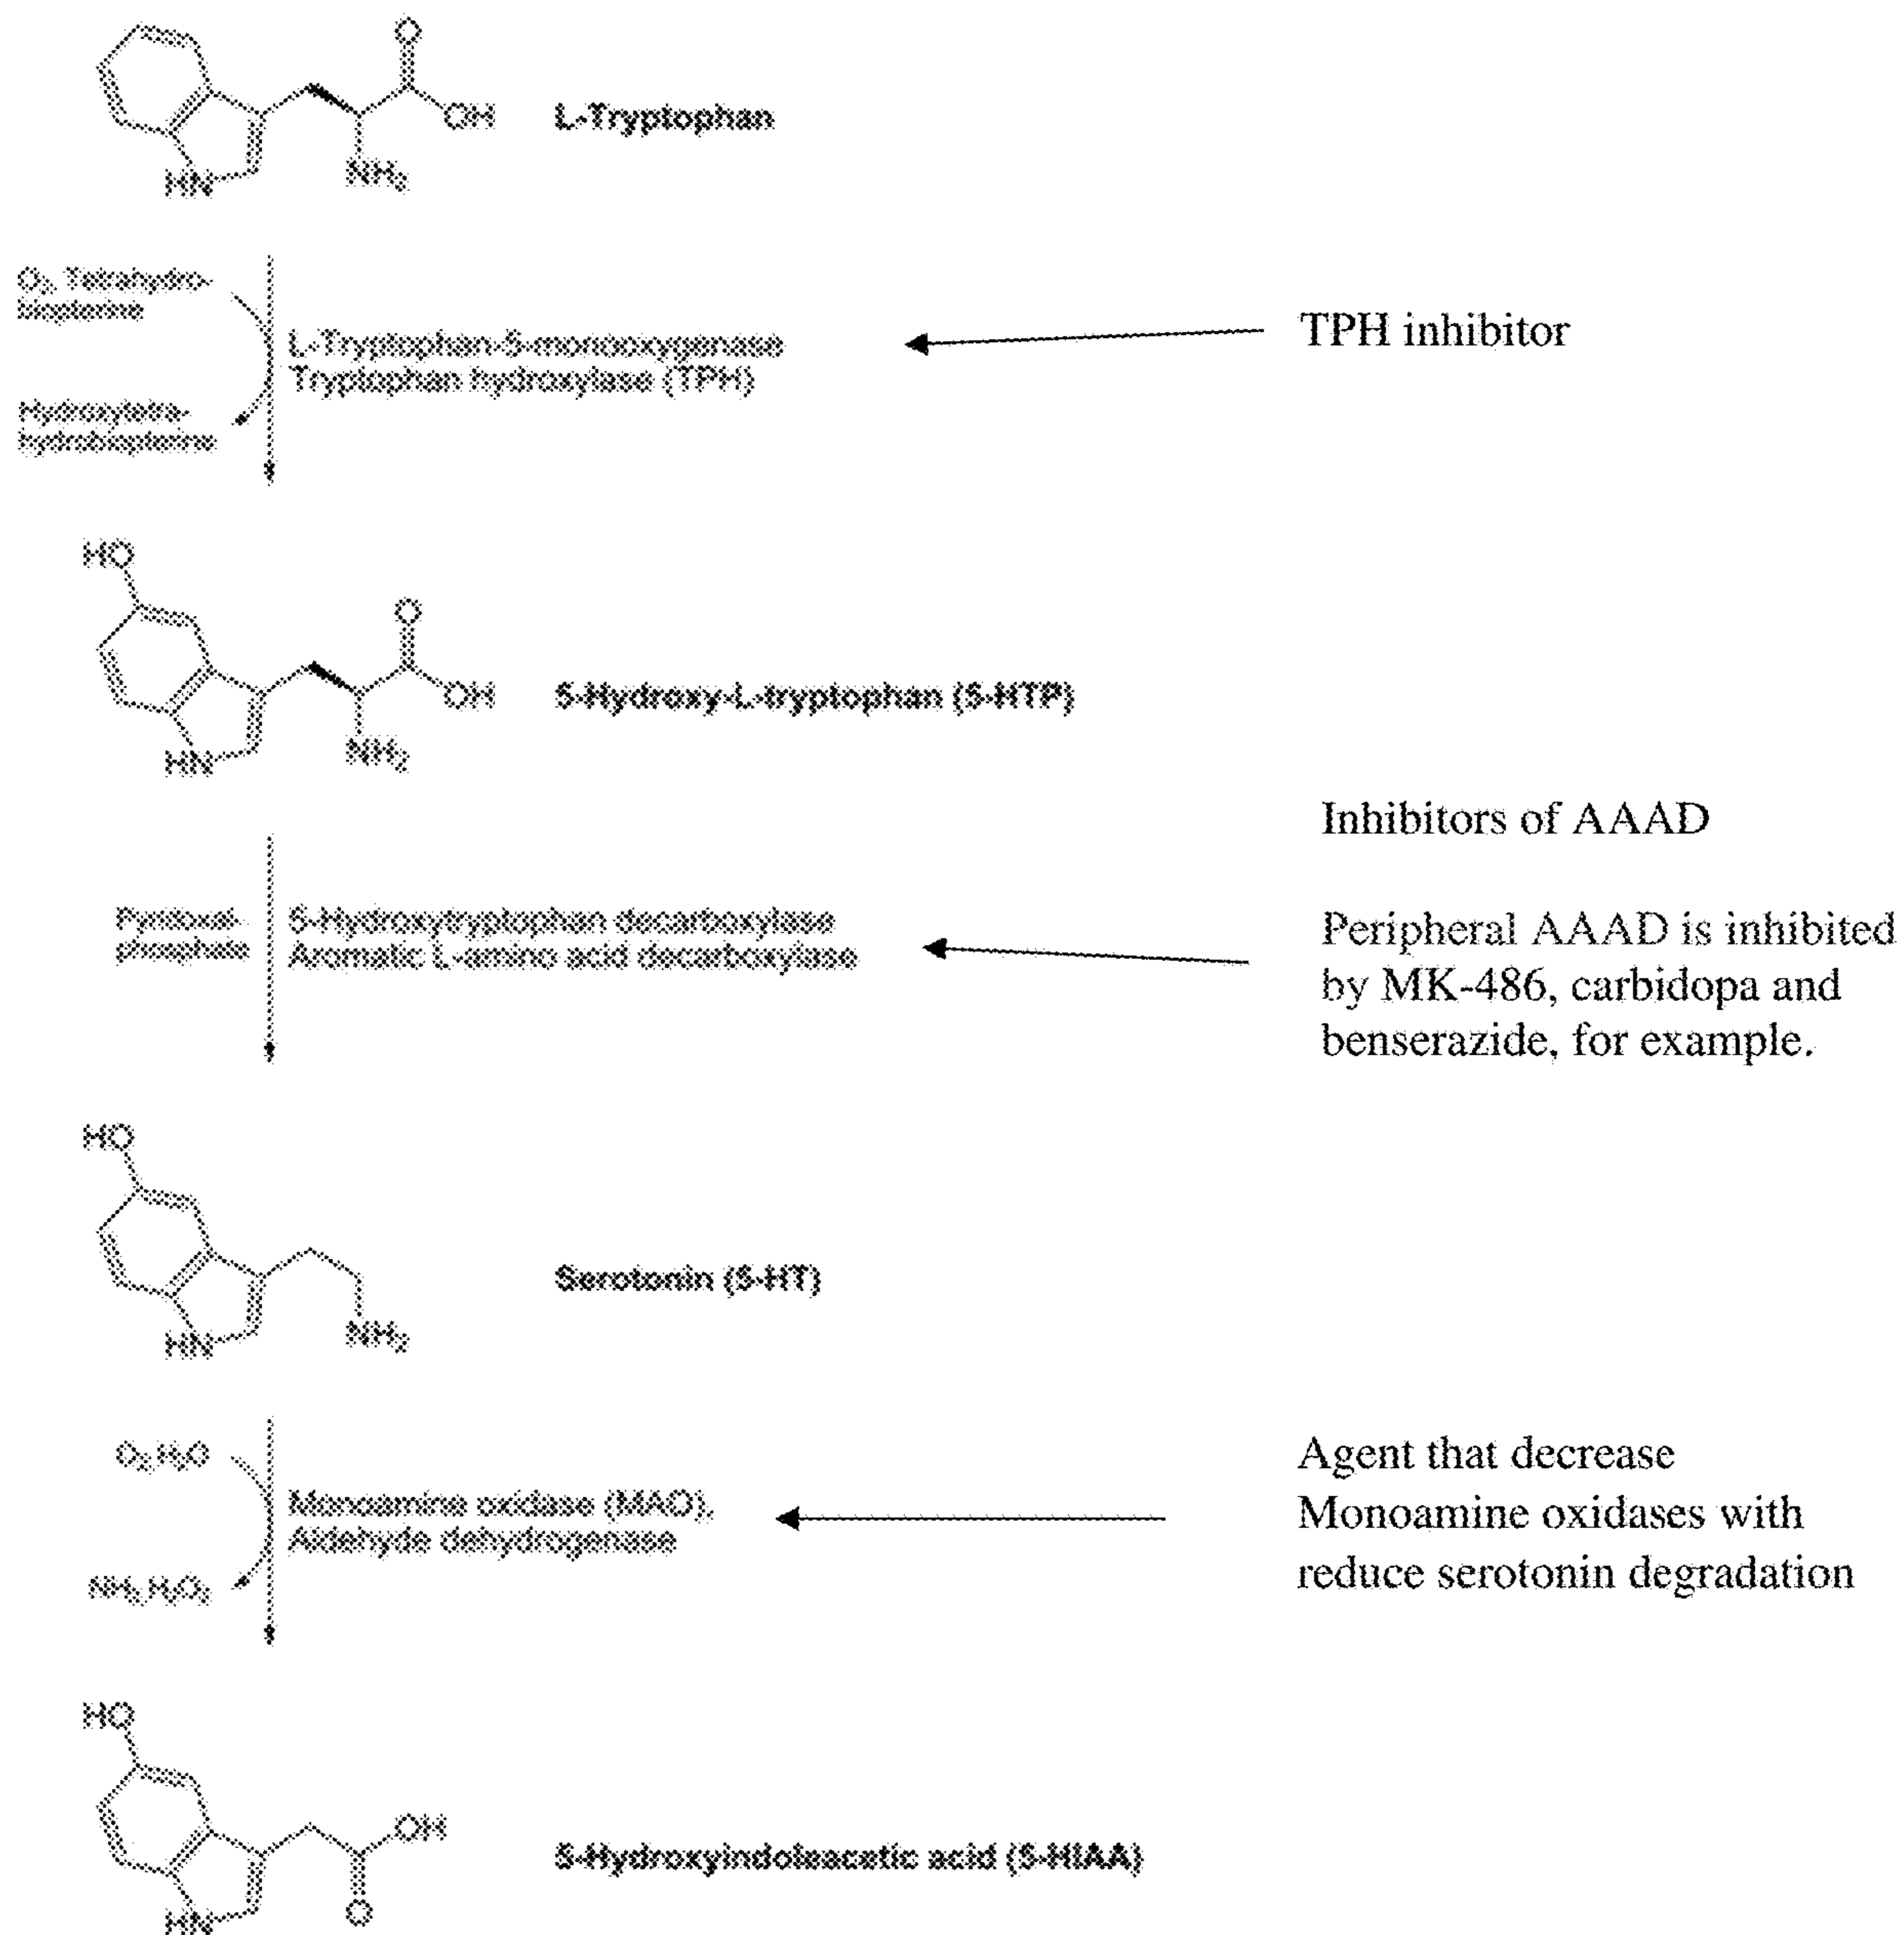 O
OH
L-Tryptophan
NH₂
HN
O₂, Tetrahydro-
biopterine
L-Tryptophan-5-monooxygenase
TPH inhibitor
Tryptophan hydroxylase (TPH)
Hydroxytetra-
hydrobiopterine
HO
O
OH
5-Hydroxy-L-tryptophan (5-HTP)
NH₂
HN
Inhibitors of AAAD
Pyridoxal-
phosphate
5-Hydroxytryptophan decarboxylase
Aromatic L-amino acid decarboxylase
Peripheral AAAD is inhibited
by MK-486, carbidopa and
benserazide, for example.
HO
Serotonin (5-HT)
NH₂
HN
O₂ H₂O
Monoamine oxidase (MAO),
Aldehyde dehydrogenase
NH₃ H₂O₂
Agent that decrease
Monoamine oxidases with
reduce serotonin degradation
HO
OH
5-Hydroxyindoleacetic acid (5-HIAA)
O
HN